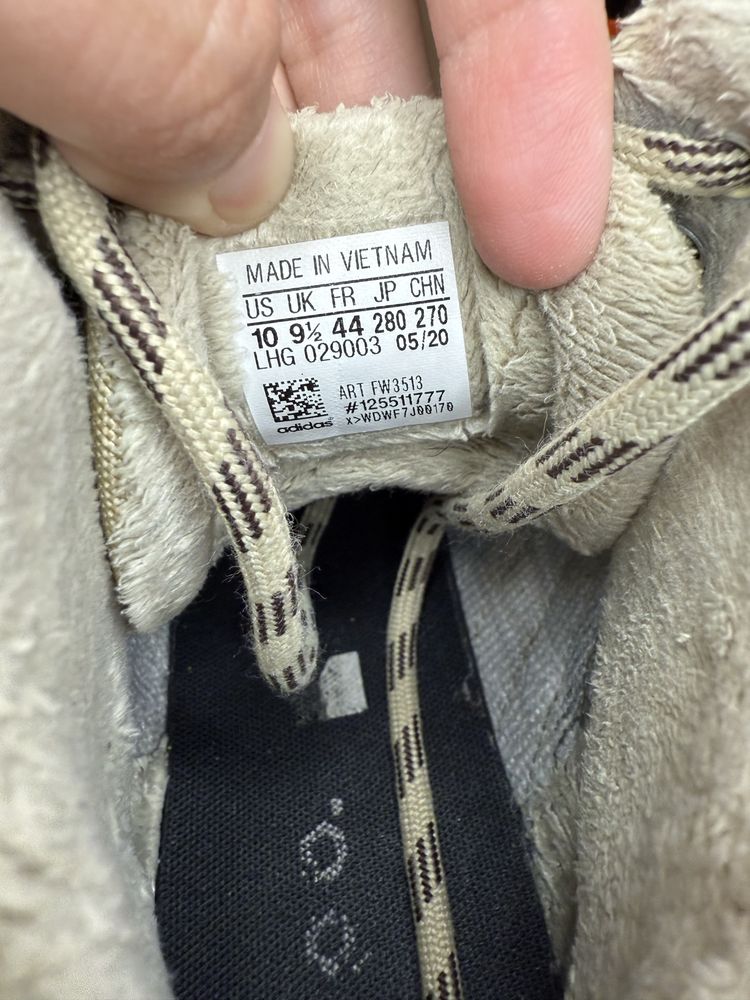 MADE IN VIETNAM
US UK FR JP CHN
10 9½ 44 280 270
LHG 029003 05/20
ART FW3513
#125511777
X>WDWF7J00170
adidas